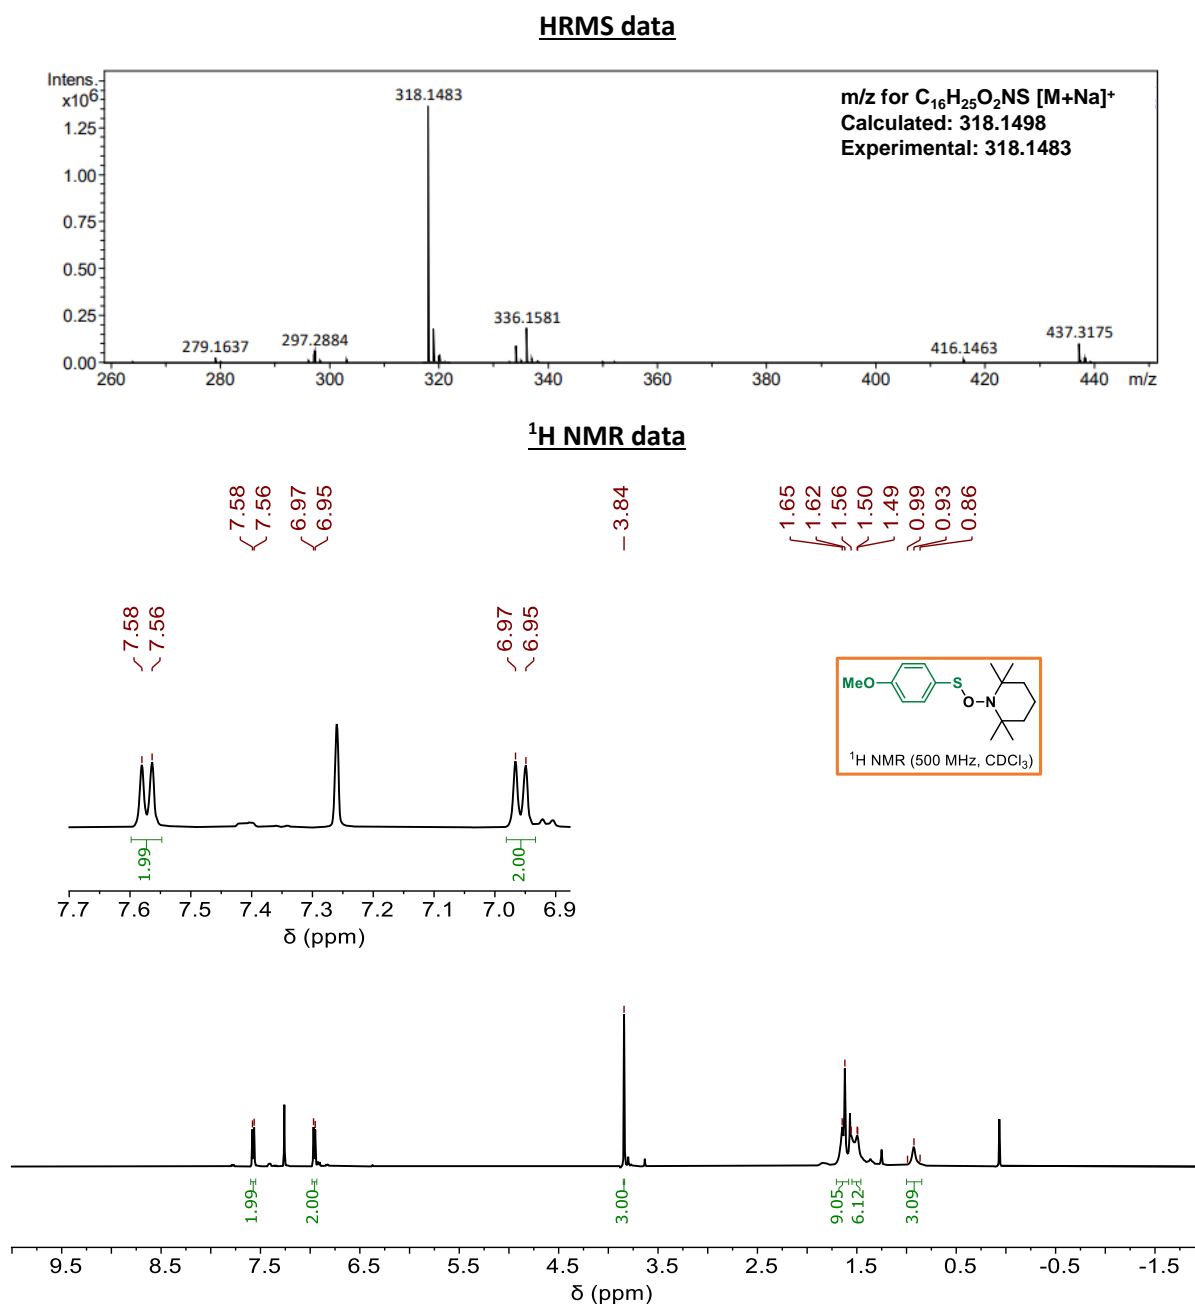 HRMS data
Intens.
x10⁶
1.25
1.00
0.75
0.50
0.25
0.00
318.1483
279.1637
297.2884
336.1581
416.1463
437.3175
m/z for C₁₆H₂₅O₂NS [M+Na]⁺
Calculated: 318.1498
Experimental: 318.1483
260 280 300 320 340 360 380 400 420 440 m/z
¹H NMR data
7.58 7.56 6.97 6.95 3.84 1.65 1.62 1.56 1.50 1.49 0.99 0.93 0.86
7.58 7.56 6.97 6.95
MeO S O N
¹H NMR (500 MHz, CDCl₃)
1.99 2.00
7.7 7.6 7.5 7.4 7.3 7.2 7.1 7.0 6.9
δ (ppm)
1.99 2.00 3.00 9.05 6.12 3.09
9.5 8.5 7.5 6.5 5.5 4.5 3.5 2.5 1.5 0.5 -0.5 -1.5
δ (ppm)